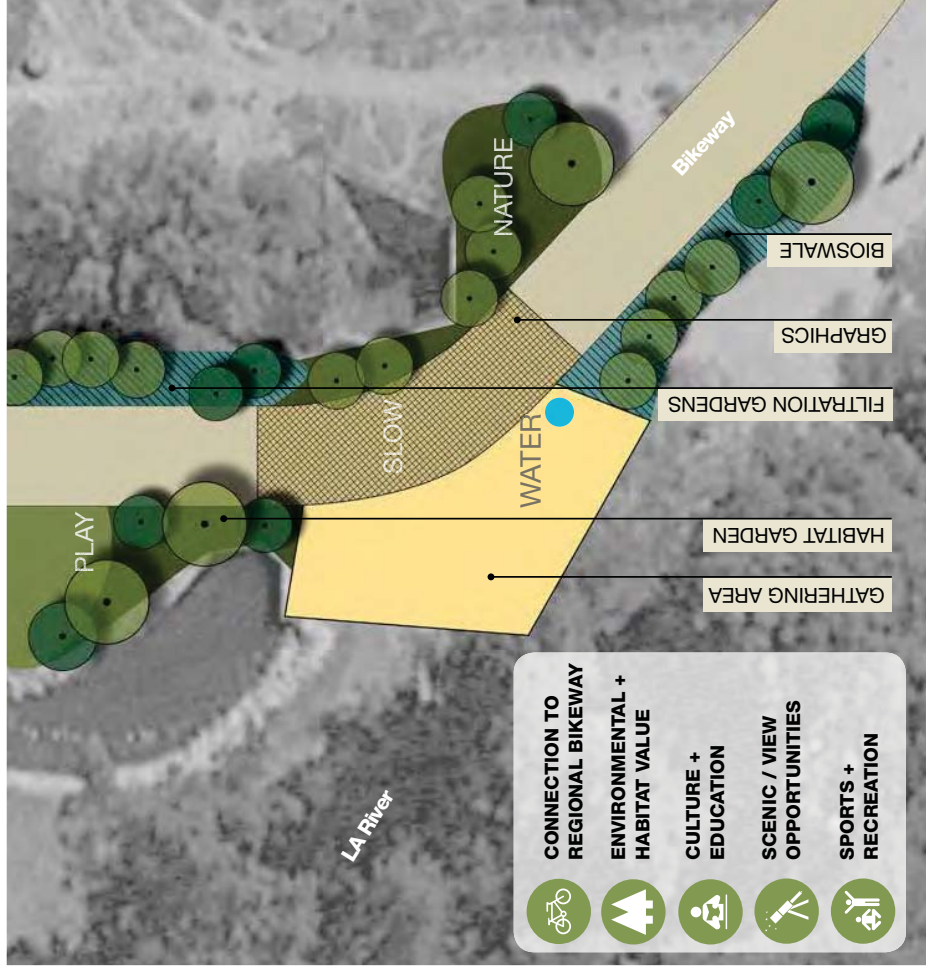 PLAY
NATURE
SLOW
WATER
Bikeway
LA River
BIOSWALE
GRAPHICS
FILTRATION GARDENS
HABITAT GARDEN
GATHERING AREA
CONNECTION TO
REGIONAL BIKEWAY
ENVIRONMENTAL +
HABITAT VALUE
CULTURE +
EDUCATION
SCENIC / VIEW
OPPORTUNITIES
SPORTS +
RECREATION